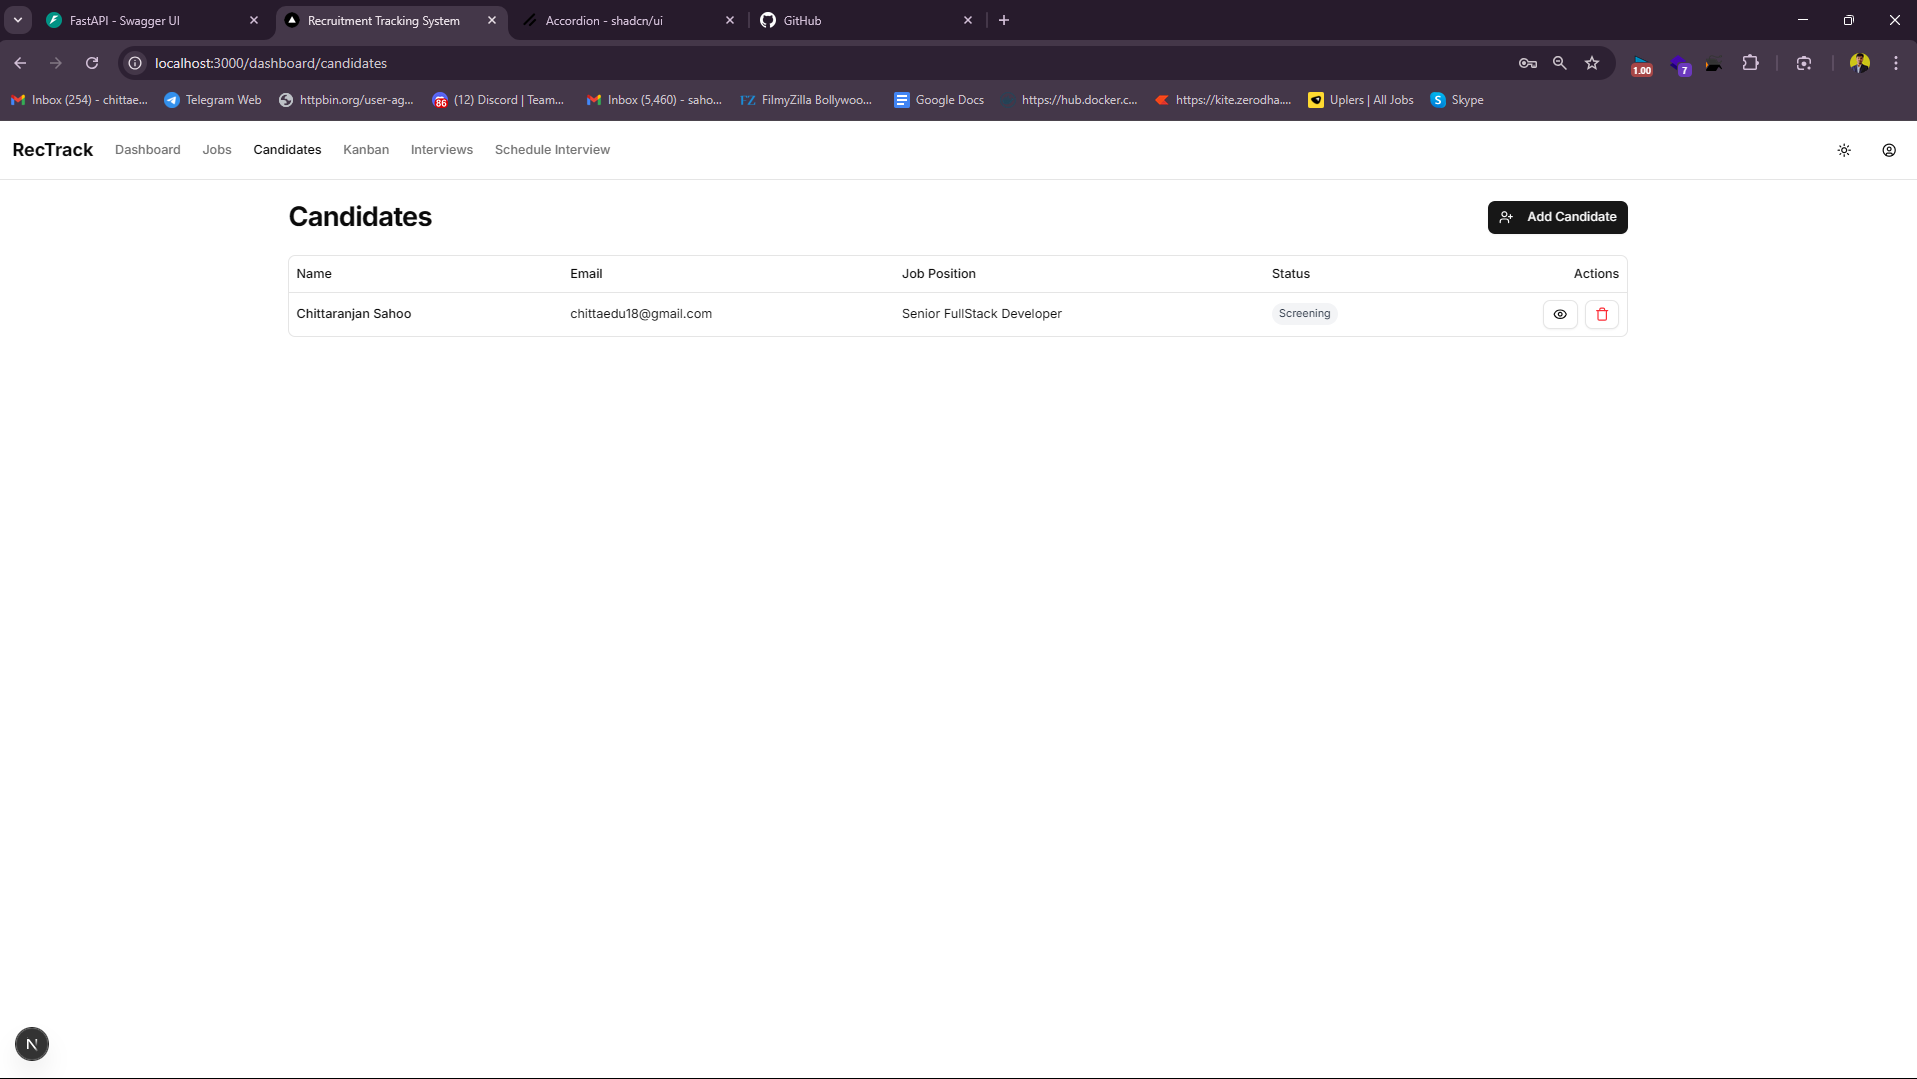 FastAPI - Swagger UI
Recruitment Tracking System
Accordion - shadcn/ui
GitHub
localhost:3000/dashboard/candidates
1.00
7
Inbox (254) - chittae...
Telegram Web
httpbin.org/user-ag...
86
(12) Discord | Team...
Inbox (5,460) - saho...
FZ
FilmyZilla Bollywoo...
Google Docs
https://hub.docker.c...
https://kite.zerodha....
Uplers | All Jobs
S
Skype
RecTrack Dashboard Jobs Candidates Kanban Interviews Schedule Interview
Candidates
Add Candidate
Name Email Job Position Status Actions
Chittaranjan Sahoo chittaedu18@gmail.com Senior FullStack Developer Screening
N